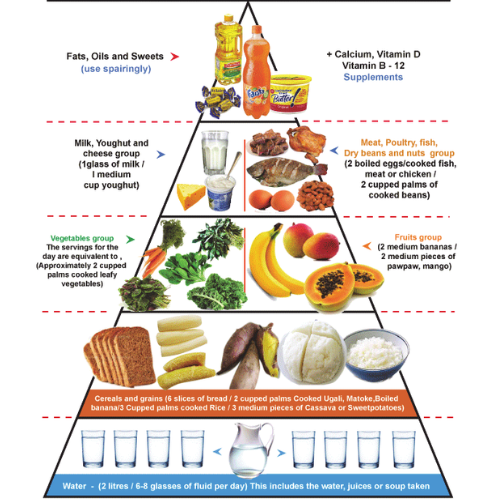 Fats, Oils and Sweets
(use spairingly)
+ Calcium, Vitamin D
Vitamin B - 12
Supplements
Fanta
Milk, Youghut and
cheese group
(1glass of milk /
I medium
cup youghut)
Meat, Poultry, fish,
Dry beans and nuts group
(2 boiled eggs/cooked fish,
meat or chicken /
2 cupped palms of
cooked beans)
Vegetables group
The servings for the
day are equivalent to ,
(Approximately 2 cupped
palms cooked leafy
vegetables)
Fruits group
(2 medium bananas /
2 medium pieces of
pawpaw, mango)
Cereals and grains (6 slices of bread / 2 cupped palms Cooked Ugali, Matoke,Boiled
banana/3 Cupped palms cooked Rice / 3 medium pieces of Cassava or Sweetpotatoes)
Water - (2 litres / 6-8 glasses of fluid per day) This includes the water, juices or soup taken